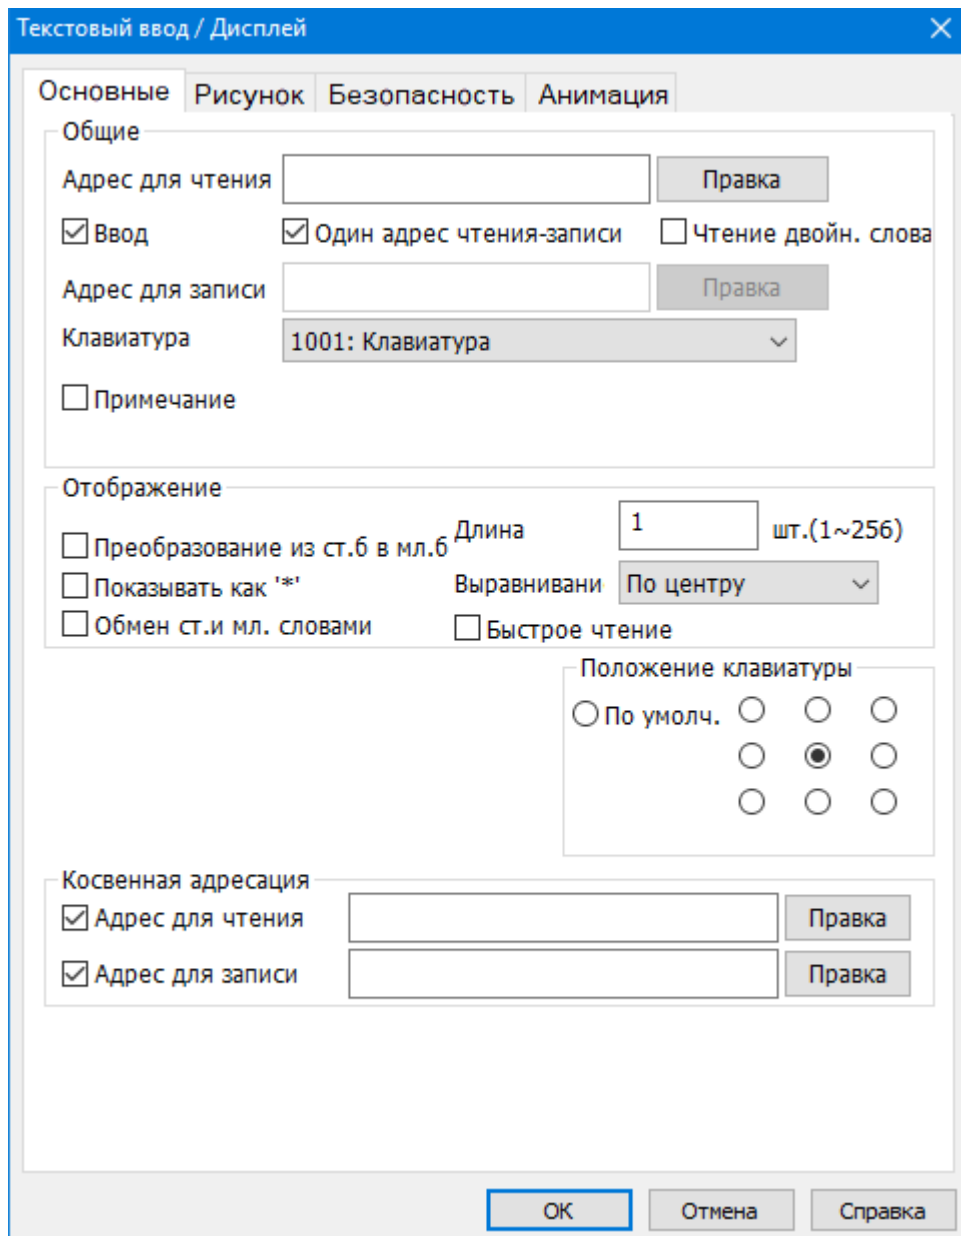 Текстовый ввод / Дисплей
Основные Рисунок Безопасность Анимация
Общие
Адрес для чтения Правка
Ввод Один адрес чтения-записи Чтение двойн. слова
Адрес для записи Правка
Клавиатура 1001: Клавиатура
Примечание
Отображение
Длина 1 шт.(1~256)
Преобразование из ст.б в мл.б
Показывать как '*' Выравнивани По центру
Обмен ст.и мл. словами Быстрое чтение
Положение клавиатуры
По умолч.
Косвенная адресация
Адрес для чтения Правка
Адрес для записи Правка
ОК Отмена Справка